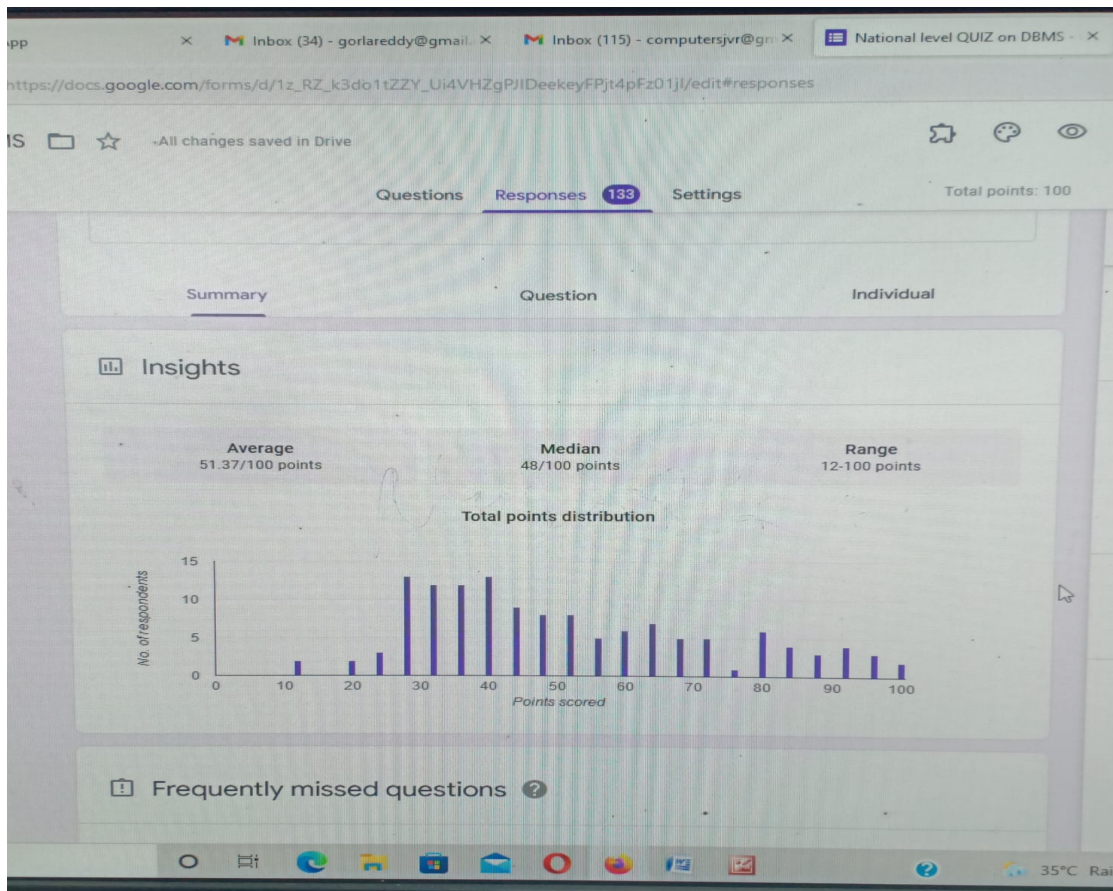 App
Inbox (34) - gorlareddy@gmail.
Inbox (115) - computersjvr@gm
National level QUIZ on DBMS -
https://docs.google.com/forms/d/
/edit#responses
MS
All changes saved in Drive
Questions
Responses 133
Settings
Total points: 100
Summary
Question
Individual
Insights
Average
Median
Range
51.37/100 points
48/100 points
12-100 points
Total points distribution
No. of respondents
15
10
5
0
0 10 20 30 40 50 60 70 80 90 100
Points scored
Frequently missed questions ?
35°C Rai